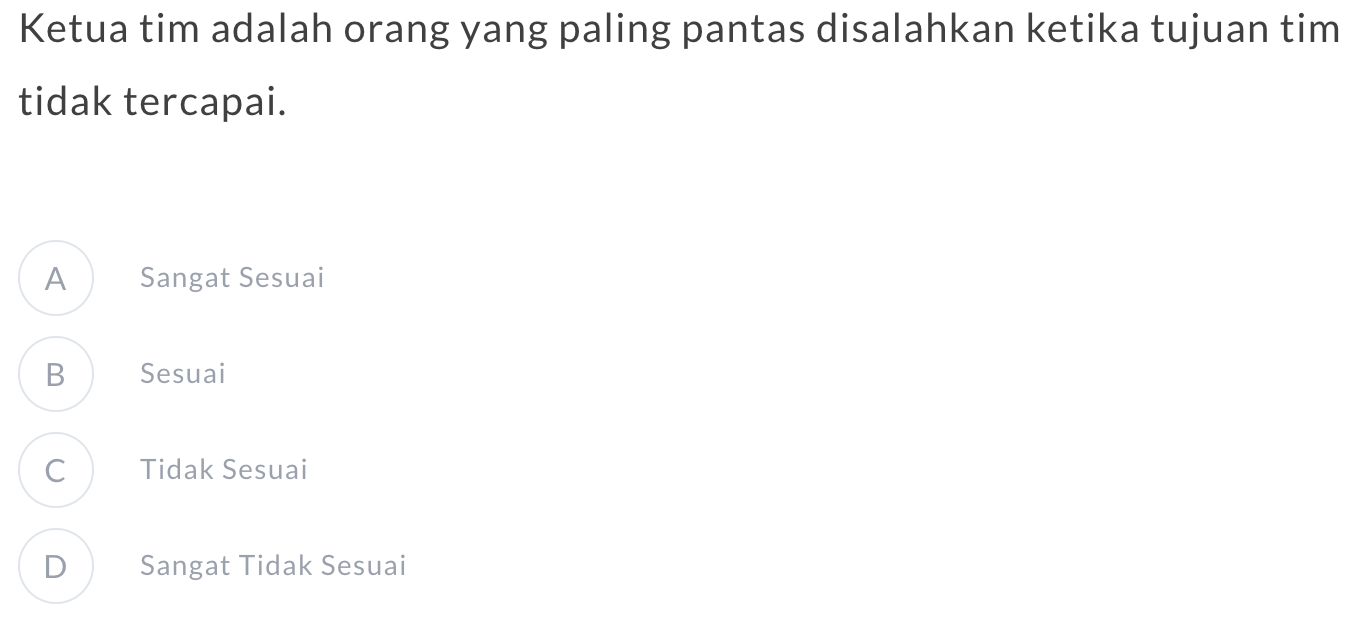 Ketua tim adalah orang yang paling pantas disalahkan ketika tujuan tim
tidak tercapai.
A Sangat Sesuai
B Sesuai
C Tidak Sesuai
D Sangat Tidak Sesuai